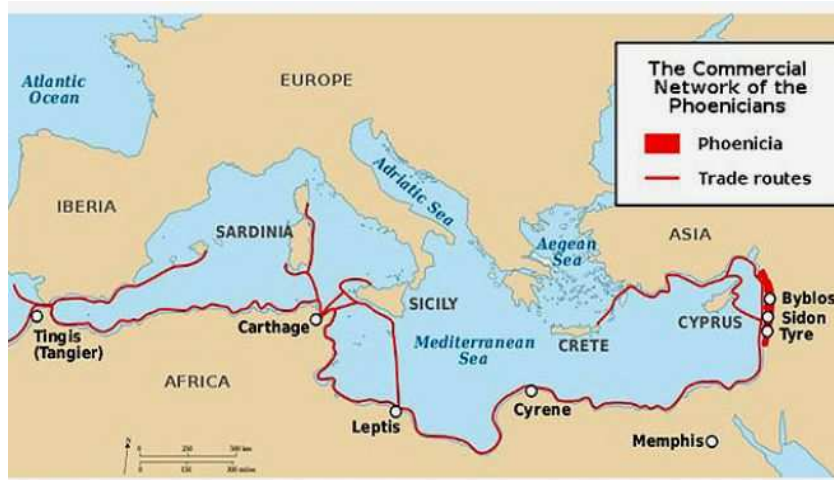 The Commercial
Network of the
Phoenicians
Phoenicia
Trade routes
Atlantic
Ocean
EUROPE
Adriatic Sea
IBERIA
SARDINIA
Aegean
Sea
ASIA
Byblos
Sidon
Tyre
SICILY
CYPRUS
Carthage
Tingis
(Tangier)
Mediterranean
Sea
CRETE
AFRICA
Leptis
Cyrene
Memphis